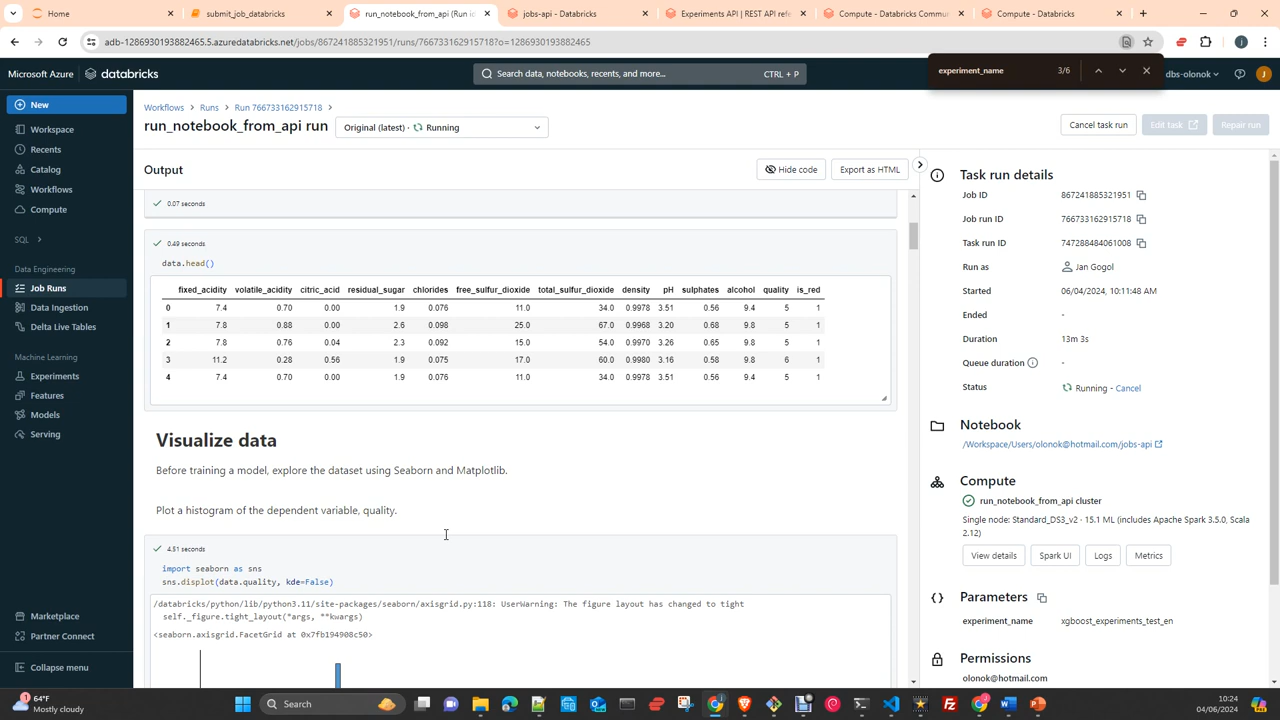 Home
submit_job_databricks
run_notebook_from_api (Run i
jobs-api - Databricks
Experiments API | REST API ref
Compute - Databricks Commu
Compute - Databricks
adb-1286930193882465.5.azuredatabricks.net/jobs/867241885321951/runs/766733162915718?o=1286930193882465
experiment_name
3/6
Microsoft Azure
databricks
Search data, notebooks, recents, and more...
CTRL + P
dbs-olonok
J
New
Workspace
Recents
Catalog
Workflows
Compute
SQL
Data Engineering
Job Runs
Data Ingestion
Delta Live Tables
Machine Learning
Experiments
Features
Models
Serving
Marketplace
Partner Connect
Collapse menu
Workflows > Runs > Run 766733162915718 >
run_notebook_from_api run
Original (latest) · Running
Cancel task run
Edit task
Repair run
Output
Hide code
Export as HTML
0.07 seconds
0.49 seconds
data.head()
fixed_acidity volatile_acidity citric_acid residual_sugar chlorides free_sulfur_dioxide total_sulfur_dioxide density pH sulphates alcohol quality is_red
0 7.4 0.70 0.00 1.9 0.076 11.0 34.0 0.9978 3.51 0.56 9.4 5 1
1 7.8 0.88 0.00 2.6 0.098 25.0 67.0 0.9968 3.20 0.68 9.8 5 1
2 7.8 0.76 0.04 2.3 0.092 15.0 54.0 0.9970 3.26 0.65 9.8 5 1
3 11.2 0.28 0.56 1.9 0.075 17.0 60.0 0.9980 3.16 0.58 9.8 6 1
4 7.4 0.70 0.00 1.9 0.076 11.0 34.0 0.9978 3.51 0.56 9.4 5 1
Visualize data
Before training a model, explore the dataset using Seaborn and Matplotlib.
Plot a histogram of the dependent variable, quality.
4.51 seconds
import seaborn as sns
sns.displot(data.quality, kde=False)
/databricks/python/lib/python3.11/site-packages/seaborn/axisgrid.py:118: UserWarning: The figure layout has changed to tight
self._figure.tight_layout(*args, **kwargs)
<seaborn.axisgrid.FacetGrid at 0x7fb194908c50>
Task run details
Job ID 867241885321951
Job run ID 766733162915718
Task run ID 747288484061008
Run as Jan Gogol
Started 06/04/2024, 10:11:48 AM
Ended -
Duration 13m 3s
Queue duration -
Status Running - Cancel
Notebook
/Workspace/Users/olonok@hotmail.com/jobs-api
Compute
run_notebook_from_api cluster
Single node: Standard_DS3_v2 · 15.1 ML (includes Apache Spark 3.5.0, Scala
2.12)
View details
Spark UI
Logs
Metrics
Parameters
experiment_name xgboost_experiments_test_en
Permissions
olonok@hotmail.com
64°F
Mostly cloudy
Search
10:24
04/06/2024